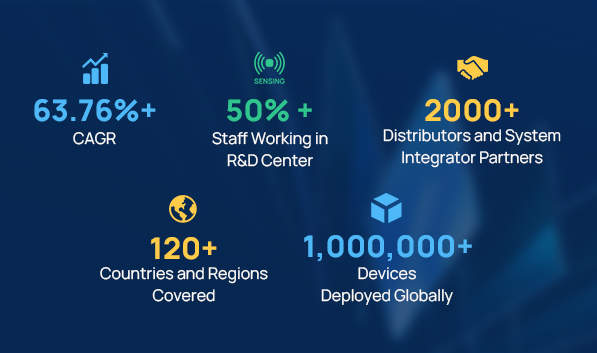 SENSING
63.76%+
CAGR
50% +
Staff Working in
R&D Center
2000+
Distributors and System
Integrator Partners
120+
Countries and Regions
Covered
1,000,000+
Devices
Deployed Globally